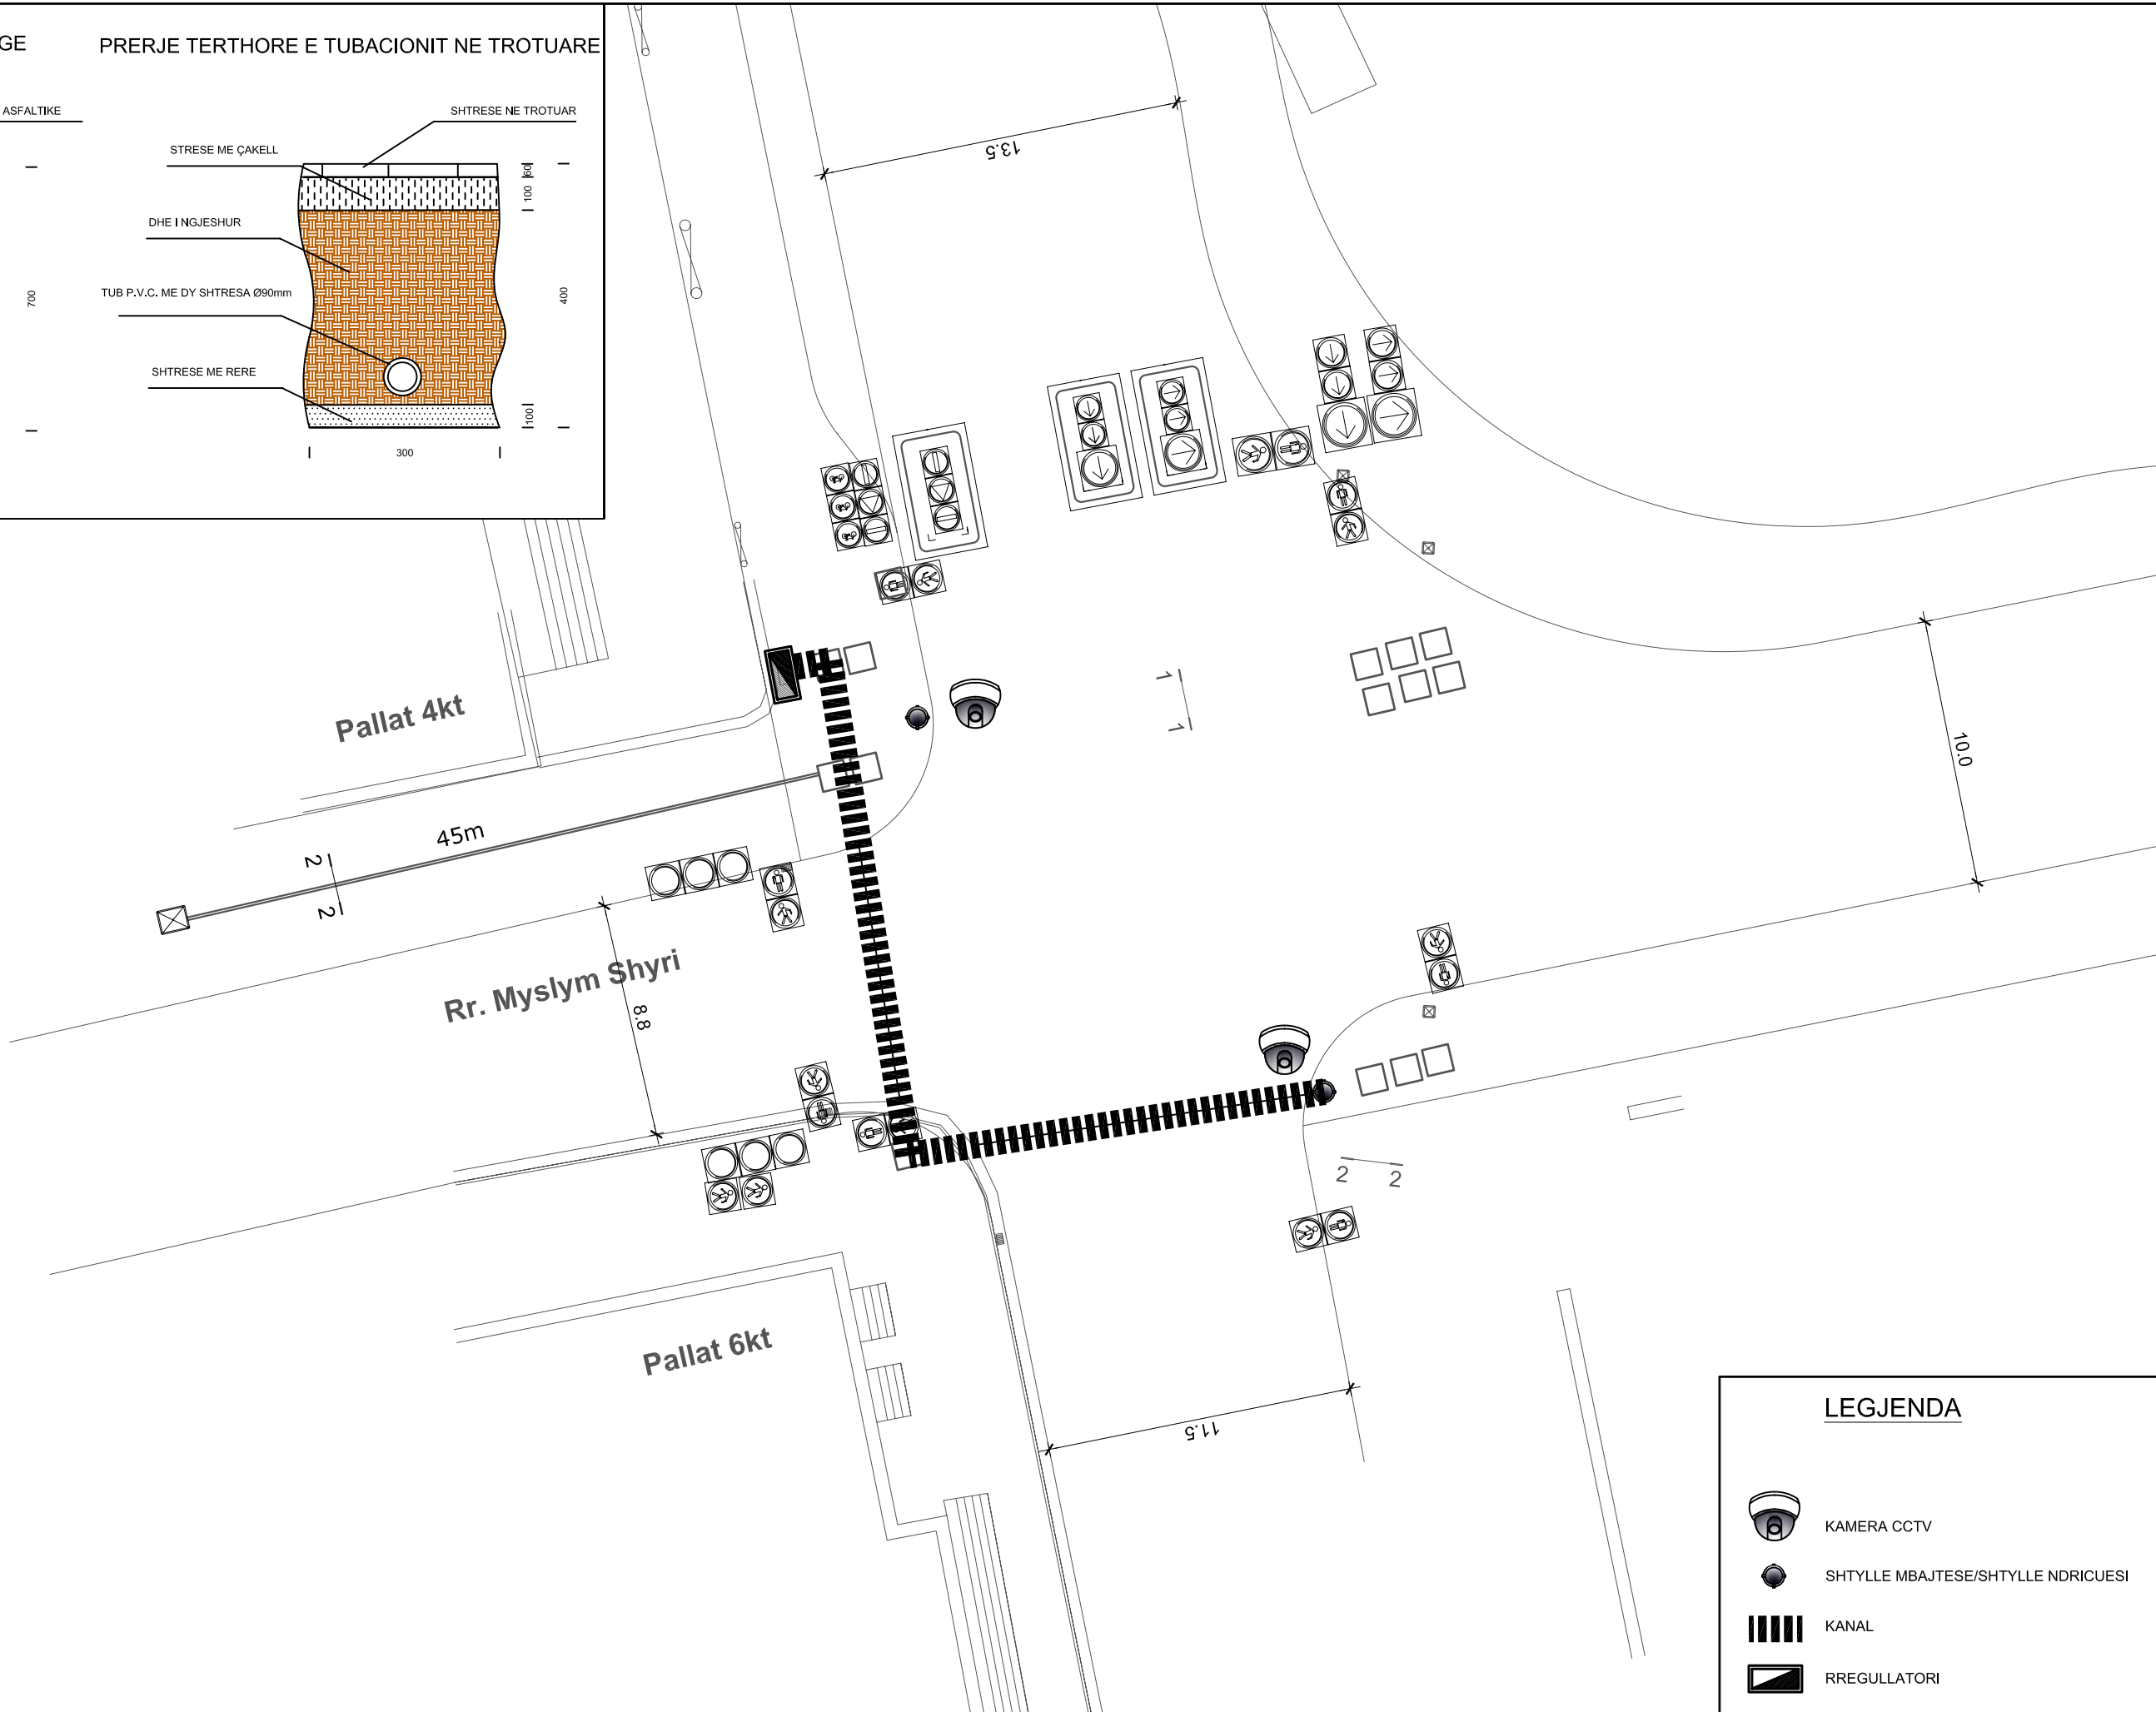 GE
PRERJE TERTHORE E TUBACIONIT NE TROTUARE
ASFALTIKE
SHTRESE NE TROTUAR
STRESE ME ÇAKELL
60
100
DHE I NGJESHUR
TUB P.V.C. ME DY SHTRESA Ø90mm
700
400
SHTRESE ME RERE
100
300
13.5
Pallat 4kt
1
1
10.0
45m
2
2
Rr. Myslym Shyri
8.8
2 2
Pallat 6kt
11.5
LEGJENDA
KAMERA CCTV
SHTYLLE MBAJTESE/SHTYLLE NDRICUESI
KANAL
RREGULLATORI